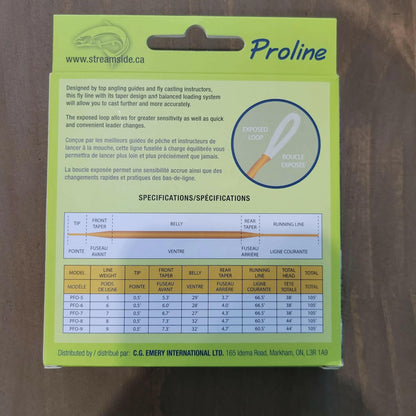 www.streamside.ca
Proline
Designed by top angling guides and fly casting instructors,
this fly line with its taper design and balanced loading system
will allow you to cast further and more accurately.
The exposed loop allows for greater sensitivity as well as quick
and convenient leader changes.
Conçue par les meilleurs guides de pêche et instructeurs de
lancer à la mouche, cette ligne fuselée à charge équilibrée vous
permettra de lancer plus loin et plus précisément que jamais.
La boucle exposée permet une sensibilité accrue ainsi que des
changements rapides et pratiques des bas-de-ligne.
EXPOSED
LOOP
BOUCLE
EXPOSÉE
SPECIFICATIONS/SPÉCIFICATIONS
TIP FRONT TAPER BELLY REAR TAPER RUNNING LINE
POINTE FUSEAU AVANT VENTRE FUSEAU ARRIÈRE LIGNE COURANTE
MODEL LINE WEIGHT TIP FRONT TAPER BELLY REAR TAPER RUNNING LINE TOTAL HEAD TOTAL
MODÈLE POIDS DE LIGNE POINTE FUSEAU AVANT VENTRE FUSEAU ARRIÈRE LIGNE COURANTE TÊTE TOTALE TOTAL
PFO-5 5 0.5' 5.3' 29' 3.7' 66.5' 38' 105'
PFO-6 6 0.5' 6.0' 28' 4.0' 66.5' 38' 105'
PFO-7 7 0.5' 6.7' 27' 4.3' 66.5' 38' 105'
PFO-8 8 0.5' 7.3' 32' 4.7' 60.5' 44' 105'
PFO-9 9 0.5' 7.3' 32' 4.7' 60.5' 44' 105'
Distributed by / distribué par: C.G. EMERY INTERNATIONAL LTD. 165 Idema Road, Markham, ON, L3R 1A9